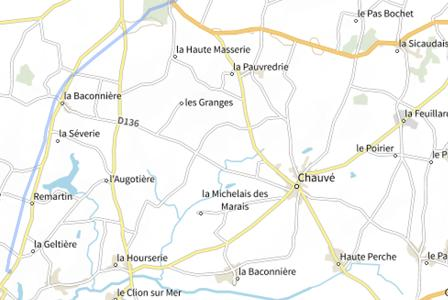 le Pas Bochet
la Haute Masserie
la Sicaudais
la Pauvredrie
la Baconnière
les Granges
D136
la Feuillard
la Séverie
le Poirier
l'Augotière
Chauvé
la Michelais des
Marais
Remartin
la Geltière
la Hourserie
Haute Perche
la Baconnière
le Clion sur Mer